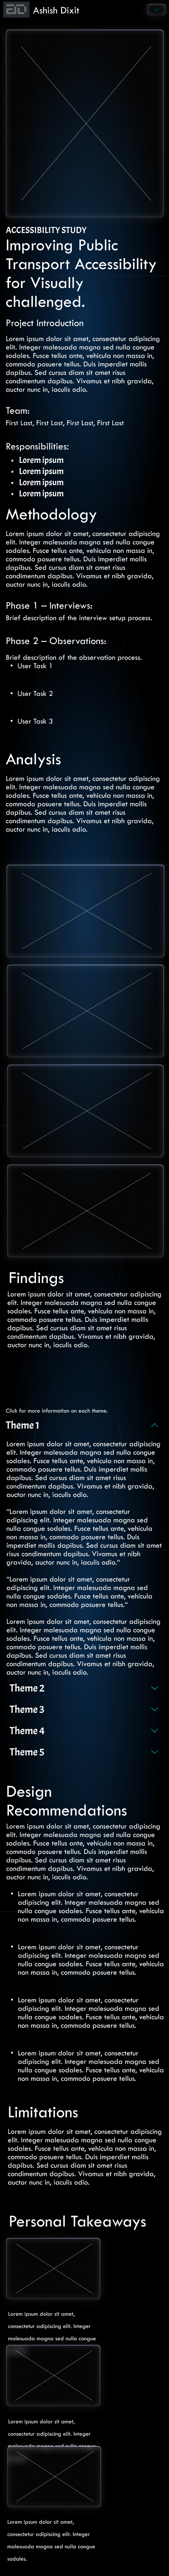 Ashish Dixit
ACCESSIBILITY STUDY
Improving Public
Transport Accessibility
for Visually
challenged.
Project Introduction
Lorem ipsum dolor sit amet, consectetur adipiscing
elit. Integer malesuada magna sed nulla congue
sodales. Fusce tellus ante, vehicula non massa in,
commodo posuere tellus. Duis imperdiet mollis
dapibus. Sed cursus diam sit amet risus
condimentum dapibus. Vivamus et nibh gravida,
auctor nunc in, iaculis odio.
Team:
First Last, First Last, First Last, First Last
Responsibilities:
• Lorem ipsum
• Lorem ipsum
• Lorem ipsum
• Lorem ipsum
Methodology
Lorem ipsum dolor sit amet, consectetur adipiscing
elit. Integer malesuada magna sed nulla congue
sodales. Fusce tellus ante, vehicula non massa in,
commodo posuere tellus. Duis imperdiet mollis
dapibus. Sed cursus diam sit amet risus
condimentum dapibus. Vivamus et nibh gravida,
auctor nunc in, iaculis odio.
Phase 1 – Interviews:
Brief description of the interview setup process.
Phase 2 – Observations:
Brief description of the observation process.
• User Task 1
• User Task 2
• User Task 3
Analysis
Lorem ipsum dolor sit amet, consectetur adipiscing
elit. Integer malesuada magna sed nulla congue
sodales. Fusce tellus ante, vehicula non massa in,
commodo posuere tellus. Duis imperdiet mollis
dapibus. Sed cursus diam sit amet risus
condimentum dapibus. Vivamus et nibh gravida,
auctor nunc in, iaculis odio.
Findings
Lorem ipsum dolor sit amet, consectetur adipiscing
elit. Integer malesuada magna sed nulla congue
sodales. Fusce tellus ante, vehicula non massa in,
commodo posuere tellus. Duis imperdiet mollis
dapibus. Sed cursus diam sit amet risus
condimentum dapibus. Vivamus et nibh gravida,
auctor nunc in, iaculis odio.
Click for more information on each theme.
Theme 1
Lorem ipsum dolor sit amet, consectetur adipiscing
elit. Integer malesuada magna sed nulla congue
sodales. Fusce tellus ante, vehicula non massa in,
commodo posuere tellus. Duis imperdiet mollis
dapibus. Sed cursus diam sit amet risus
condimentum dapibus. Vivamus et nibh gravida,
auctor nunc in, iaculis odio.
"Lorem ipsum dolor sit amet, consectetur
adipiscing elit. Integer malesuada magna sed
nulla congue sodales. Fusce tellus ante, vehicula
non massa in, commodo posuere tellus. Duis
imperdiet mollis dapibus. Sed cursus diam sit amet
risus condimentum dapibus. Vivamus et nibh
gravida, auctor nunc in, iaculis odio."
"Lorem ipsum dolor sit amet, consectetur
adipiscing elit. Integer malesuada magna sed
nulla congue sodales. Fusce tellus ante, vehicula
non massa in, commodo posuere tellus."
Lorem ipsum dolor sit amet, consectetur adipiscing
elit. Integer malesuada magna sed nulla congue
sodales. Fusce tellus ante, vehicula non massa in,
commodo posuere tellus. Duis imperdiet mollis
dapibus. Sed cursus diam sit amet risus
condimentum dapibus. Vivamus et nibh gravida,
auctor nunc in, iaculis odio.
Theme 2
Theme 3
Theme 4
Theme 5
Design
Recommendations
Lorem ipsum dolor sit amet, consectetur adipiscing
elit. Integer malesuada magna sed nulla congue
sodales. Fusce tellus ante, vehicula non massa in,
commodo posuere tellus. Duis imperdiet mollis
dapibus. Sed cursus diam sit amet risus
condimentum dapibus. Vivamus et nibh gravida,
auctor nunc in, iaculis odio.
• Lorem ipsum dolor sit amet, consectetur
adipiscing elit. Integer malesuada magna sed
nulla congue sodales. Fusce tellus ante, vehicula
non massa in, commodo posuere tellus.
• Lorem ipsum dolor sit amet, consectetur
adipiscing elit. Integer malesuada magna sed
nulla congue sodales. Fusce tellus ante, vehicula
non massa in, commodo posuere tellus.
• Lorem ipsum dolor sit amet, consectetur
adipiscing elit. Integer malesuada magna sed
nulla congue sodales. Fusce tellus ante, vehicula
non massa in, commodo posuere tellus.
• Lorem ipsum dolor sit amet, consectetur
adipiscing elit. Integer malesuada magna sed
nulla congue sodales. Fusce tellus ante, vehicula
non massa in, commodo posuere tellus.
Limitations
Lorem ipsum dolor sit amet, consectetur adipiscing
elit. Integer malesuada magna sed nulla congue
sodales. Fusce tellus ante, vehicula non massa in,
commodo posuere tellus. Duis imperdiet mollis
dapibus. Sed cursus diam sit amet risus
condimentum dapibus. Vivamus et nibh gravida,
auctor nunc in, iaculis odio.
Personal Takeaways
Lorem ipsum dolor sit amet,
consectetur adipiscing elit. Integer
malesuada magna sed nulla congue
Lorem ipsum dolor sit amet,
consectetur adipiscing elit. Integer
malesuada magna sed nulla congue
Lorem ipsum dolor sit amet,
consectetur adipiscing elit. Integer
malesuada magna sed nulla congue
sodales.